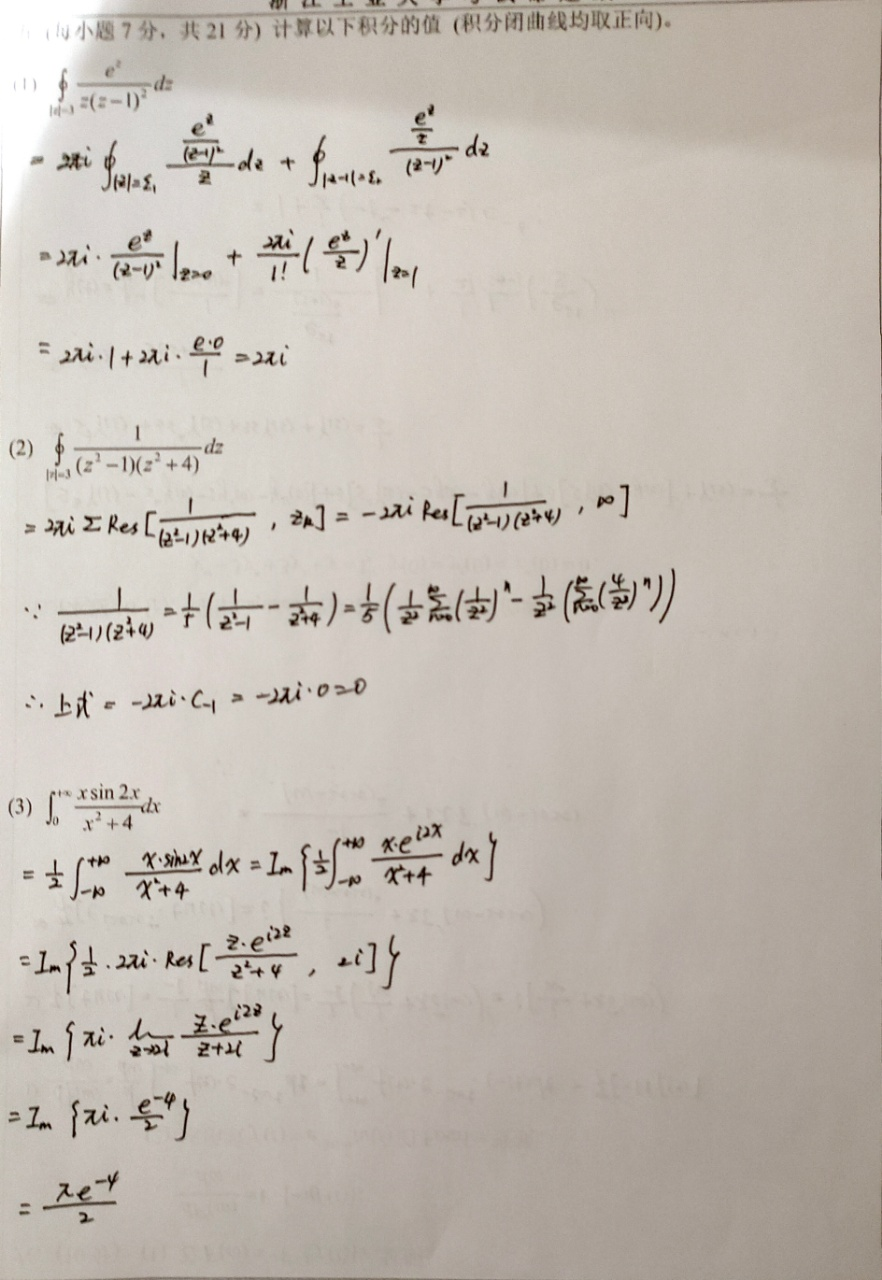 (每小题 7 分，共 21 分) 计算以下积分的值 (积分闭曲线均取正向)。
(1) ∮_{|z|=3} e^z/(z(z−1)^2) dz
= 2πi ∮_{|z|=ε₁} (e^z/(z-1)^2)/z dz + ∮_{|z-1|=ε₂} (e^z/z)/(z-1)^2 dz
= 2πi · e^z/(z-1)^2 |_{z=0} + 2πi/1! (e^z/z)' |_{z=1}
= 2πi·1 + 2πi · e·0/1 = 2πi
(2) ∮_{|z|=3} 1/((z^2−1)(z^2+4)) dz
= 2πi Σ Res[1/((z^2-1)(z^2+4)), z_k] = -2πi Res[1/((z^2-1)(z^2+4)), ∞]
∵ 1/((z^2-1)(z^2+4)) = 1/5 (1/(z^2-1) - 1/(z^2+4)) = 1/5 (1/z^2 Σ_{n=0}^∞ (1/z^2)^n - 1/z^2 (Σ_{n=0}^∞ (4/z^2)^n))
∴ 上式 = -2πi·C₋₁ = -2πi·0 = 0
(3) ∫_0^{+∞} x sin 2x/(x^2+4) dx
= 1/2 ∫_{-∞}^{+∞} x·sin2x/(x^2+4) dx = Im {1/2 ∫_{-∞}^{+∞} x·e^{i2x}/(x^2+4) dx}
= Im {1/2 · 2πi · Res[z·e^{i2z}/(z^2+4), 2i]}
= Im {πi · lim_{z→2i} z·e^{i2z}/(z+2i)}
= Im {πi · e^{-4}/2}
= πe^{-4}/2